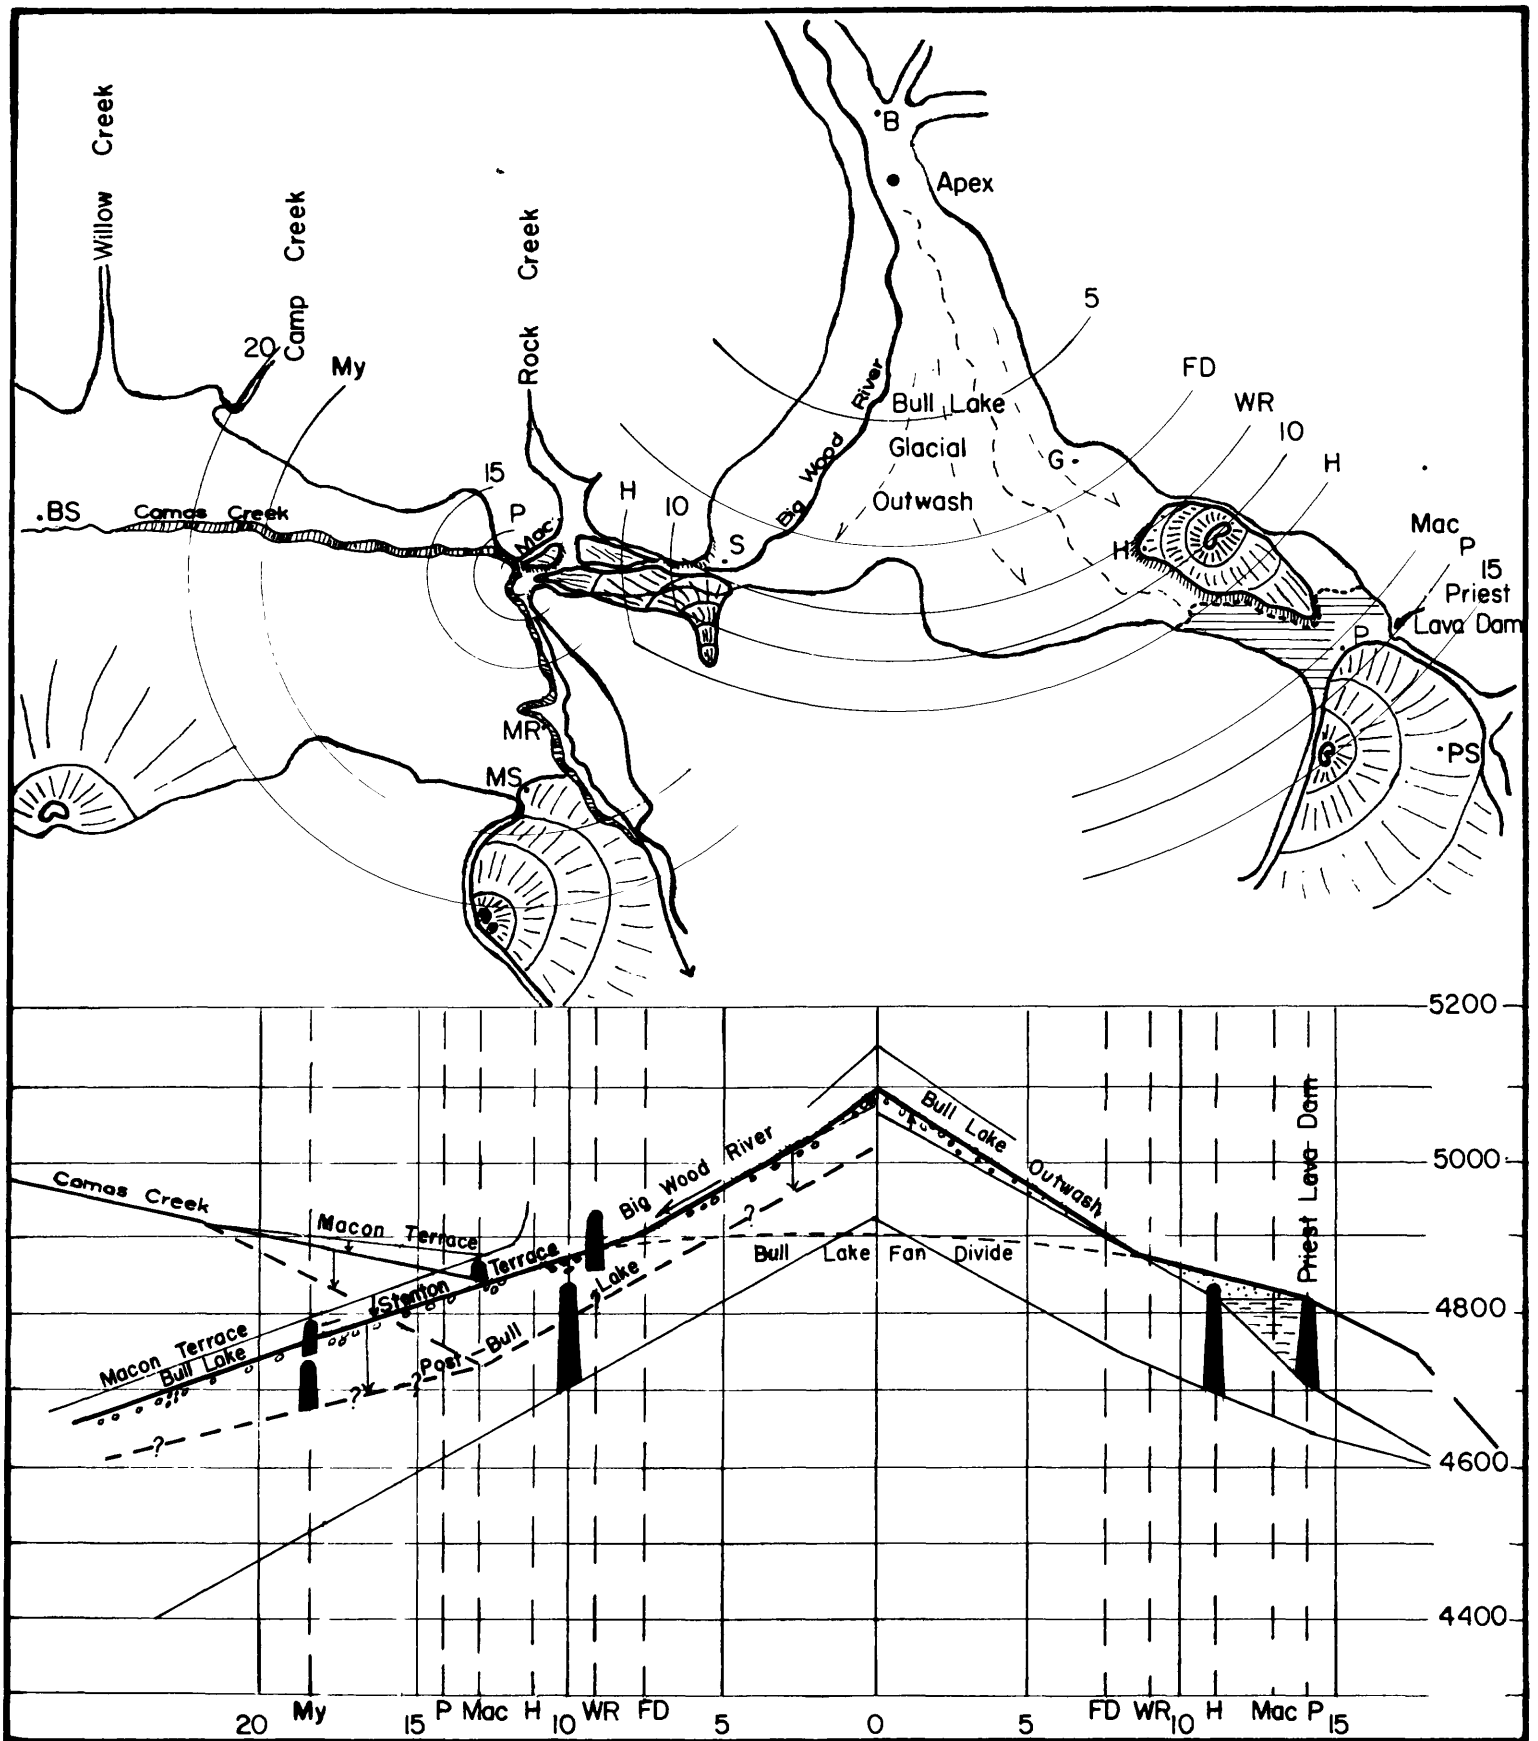 Willow Creek
20
Camp Creek
My
Rock Creek
B
Apex
5
FD
WR
10
H
Bull Lake
Glacial
Outwash
Big Wood River
G
15
P
Mac
H
10
S
BS
Camas Creek
H
Mac
P
15
Priest
Lava Dam
P
MR
MS
PS
5200
Bull Lake
Outwash
Priest Lava Dam
Big Wood River
5000
Camas Creek
Macon Terrace
?
Bull Lake Fan Divide
Stanton Terrace
4800
Macon Terrace
Bull Lake
Post Bull Lake
?
?
?
?
4600
4400
My P Mac H WR FD FD WR H Mac P
20 15 10 5 0 5 10 15